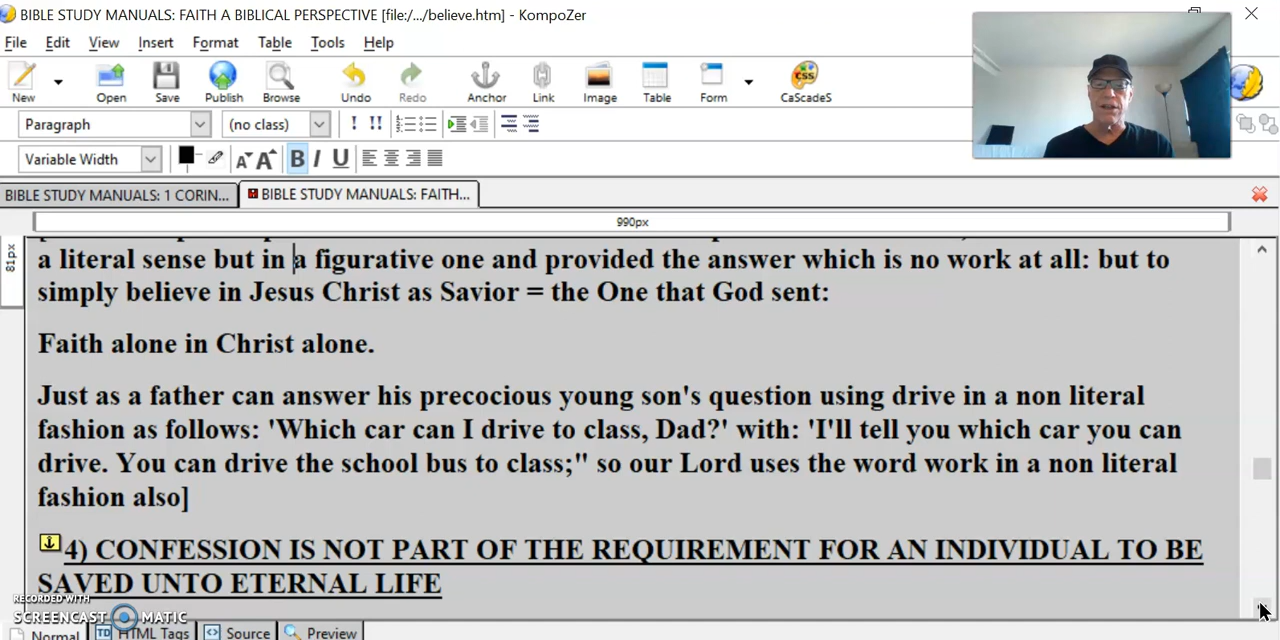 BIBLE STUDY MANUALS: FAITH A BIBLICAL PERSPECTIVE [file:/.../believe.htm] - KompoZer
File Edit View Insert Format Table Tools Help
New Open Save Publish Browse Undo Redo Anchor Link Image Table Form CaScadeS
Paragraph (no class) ! !!
Variable Width A A B I U
BIBLE STUDY MANUALS: 1 CORIN... BIBLE STUDY MANUALS: FAITH...
990px
81px
a literal sense but in a figurative one and provided the answer which is no work at all: but to
simply believe in Jesus Christ as Savior = the One that God sent:
Faith alone in Christ alone.
Just as a father can answer his precocious young son's question using drive in a non literal
fashion as follows: 'Which car can I drive to class, Dad?' with: 'I'll tell you which car you can
drive. You can drive the school bus to class;" so our Lord uses the word work in a non literal
fashion also]
4) CONFESSION IS NOT PART OF THE REQUIREMENT FOR AN INDIVIDUAL TO BE
SAVED UNTO ETERNAL LIFE
RECORDED WITH
SCREENCAST MATIC
Normal TD HTML Tags <> Source Preview